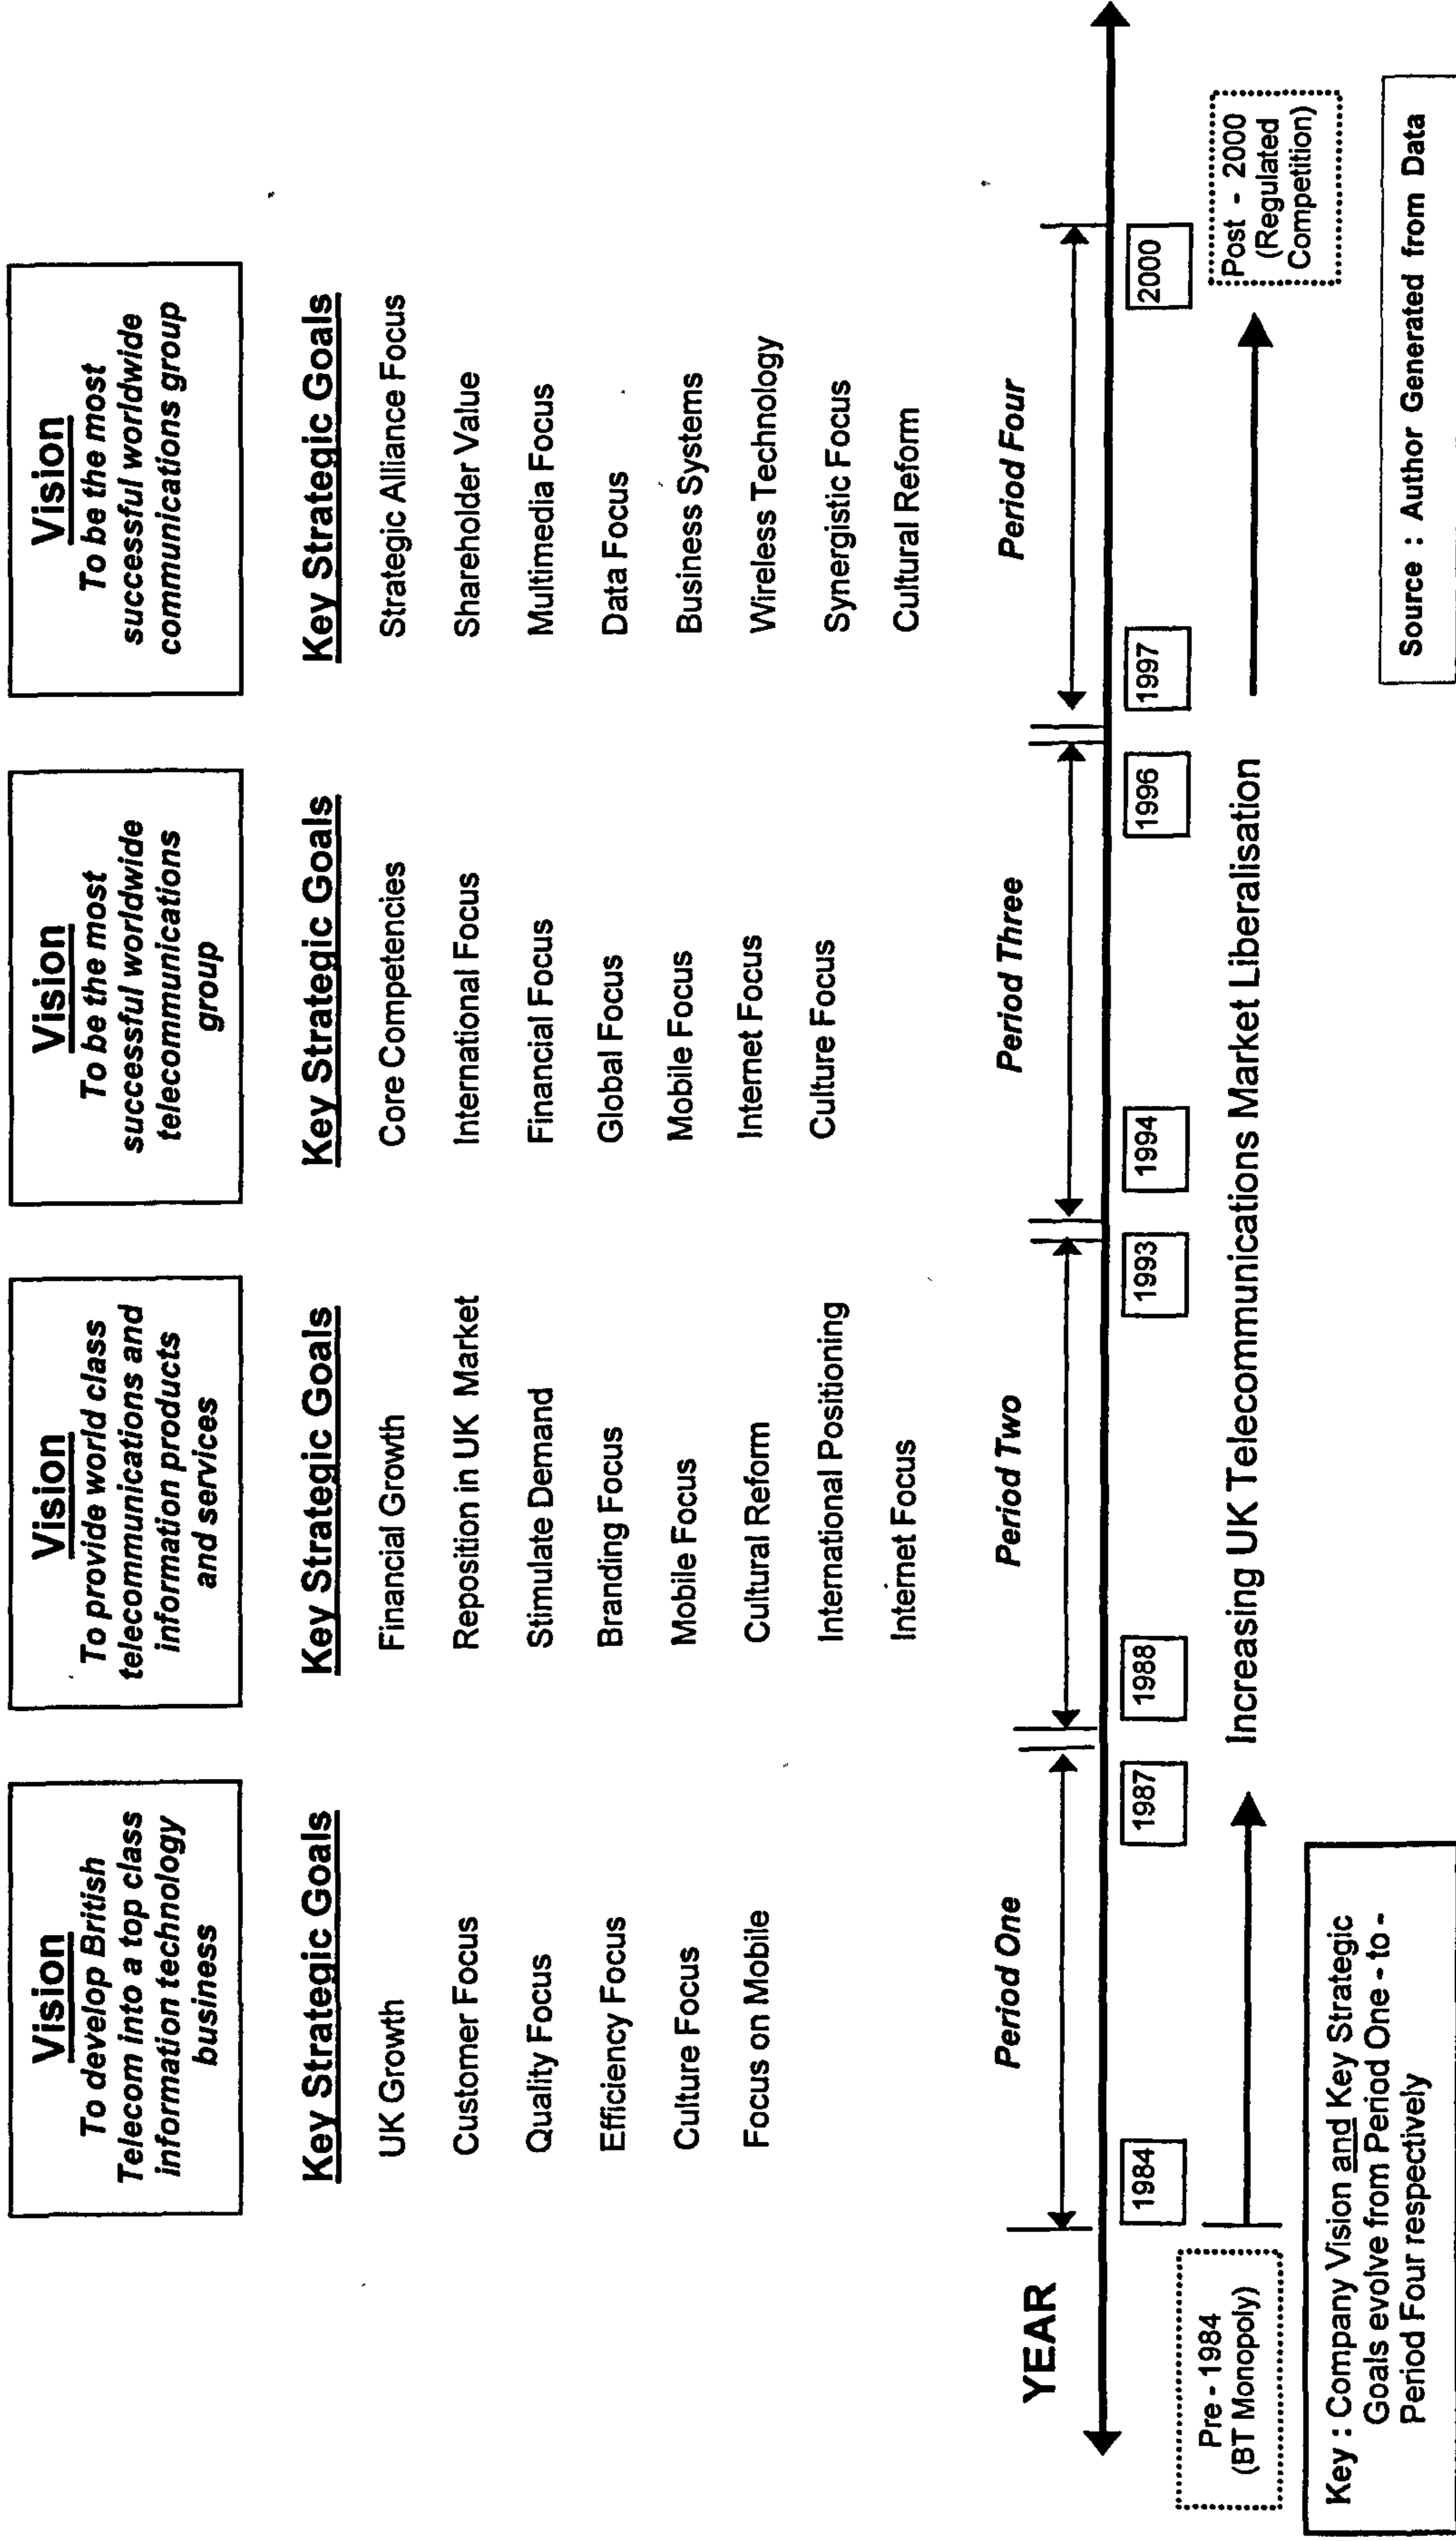 Vision
To develop British
Telecom into a top class
information technology
business
Key Strategic Goals
UK Growth
Customer Focus
Quality Focus
Efficiency Focus
Culture Focus
Focus on Mobile
Vision
To provide world class
telecommunications and
information products
and services
Key Strategic Goals
Financial Growth
Reposition in UK Market
Stimulate Demand
Branding Focus
Mobile Focus
Cultural Reform
International Positioning
Internet Focus
Vision
To be the most
successful worldwide
telecommunications
group
Key Strategic Goals
Core Competencies
International Focus
Financial Focus
Global Focus
Mobile Focus
Internet Focus
Culture Focus
Vision
To be the most
successful worldwide
communications group
Key Strategic Goals
Strategic Alliance Focus
Shareholder Value
Multimedia Focus
Data Focus
Business Systems
Wireless Technology
Synergistic Focus
Cultural Reform
YEAR
Period One
Period Two
Period Three
Period Four
1984
1987
1988
1993
1994
1996
1997
2000
Pre - 1984
(BT Monopoly)
Increasing UK Telecommunications Market Liberalisation
Post - 2000
(Regulated
Competition)
Key : Company Vision and Key Strategic
Goals evolve from Period One - to -
Period Four respectively
Source : Author Generated from Data